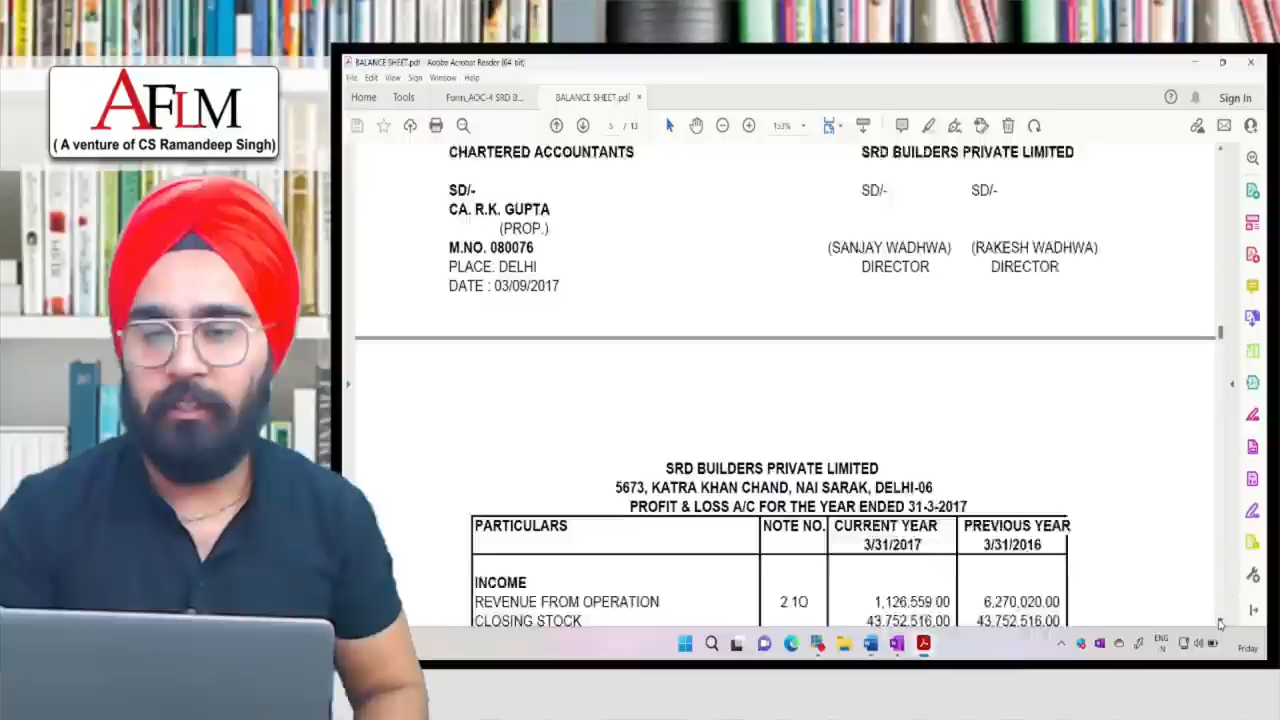 AFLM
( A venture of CS Ramandeep Singh)
BALANCE SHEET.pdf - Adobe Acrobat Reader (64-bit)
File Edit View Sign Window Help
Home Tools Form_AOC-4 SRD B... BALANCE SHEET.pdf × Sign In
5 / 13 153%
CHARTERED ACCOUNTANTS SRD BUILDERS PRIVATE LIMITED
SD/- SD/- SD/-
CA. R.K. GUPTA
(PROP.)
M.NO. 080076 (SANJAY WADHWA) (RAKESH WADHWA)
PLACE: DELHI DIRECTOR DIRECTOR
DATE : 03/09/2017
SRD BUILDERS PRIVATE LIMITED
5673, KATRA KHAN CHAND, NAI SARAK, DELHI-06
PROFIT & LOSS A/C FOR THE YEAR ENDED 31-3-2017
PARTICULARS NOTE NO. CURRENT YEAR PREVIOUS YEAR
3/31/2017 3/31/2016
INCOME
REVENUE FROM OPERATION 2.1O 1,126,559.00 6,270,020.00
CLOSING STOCK 43,752,516.00 43,752,516.00
ENG
IN
Friday